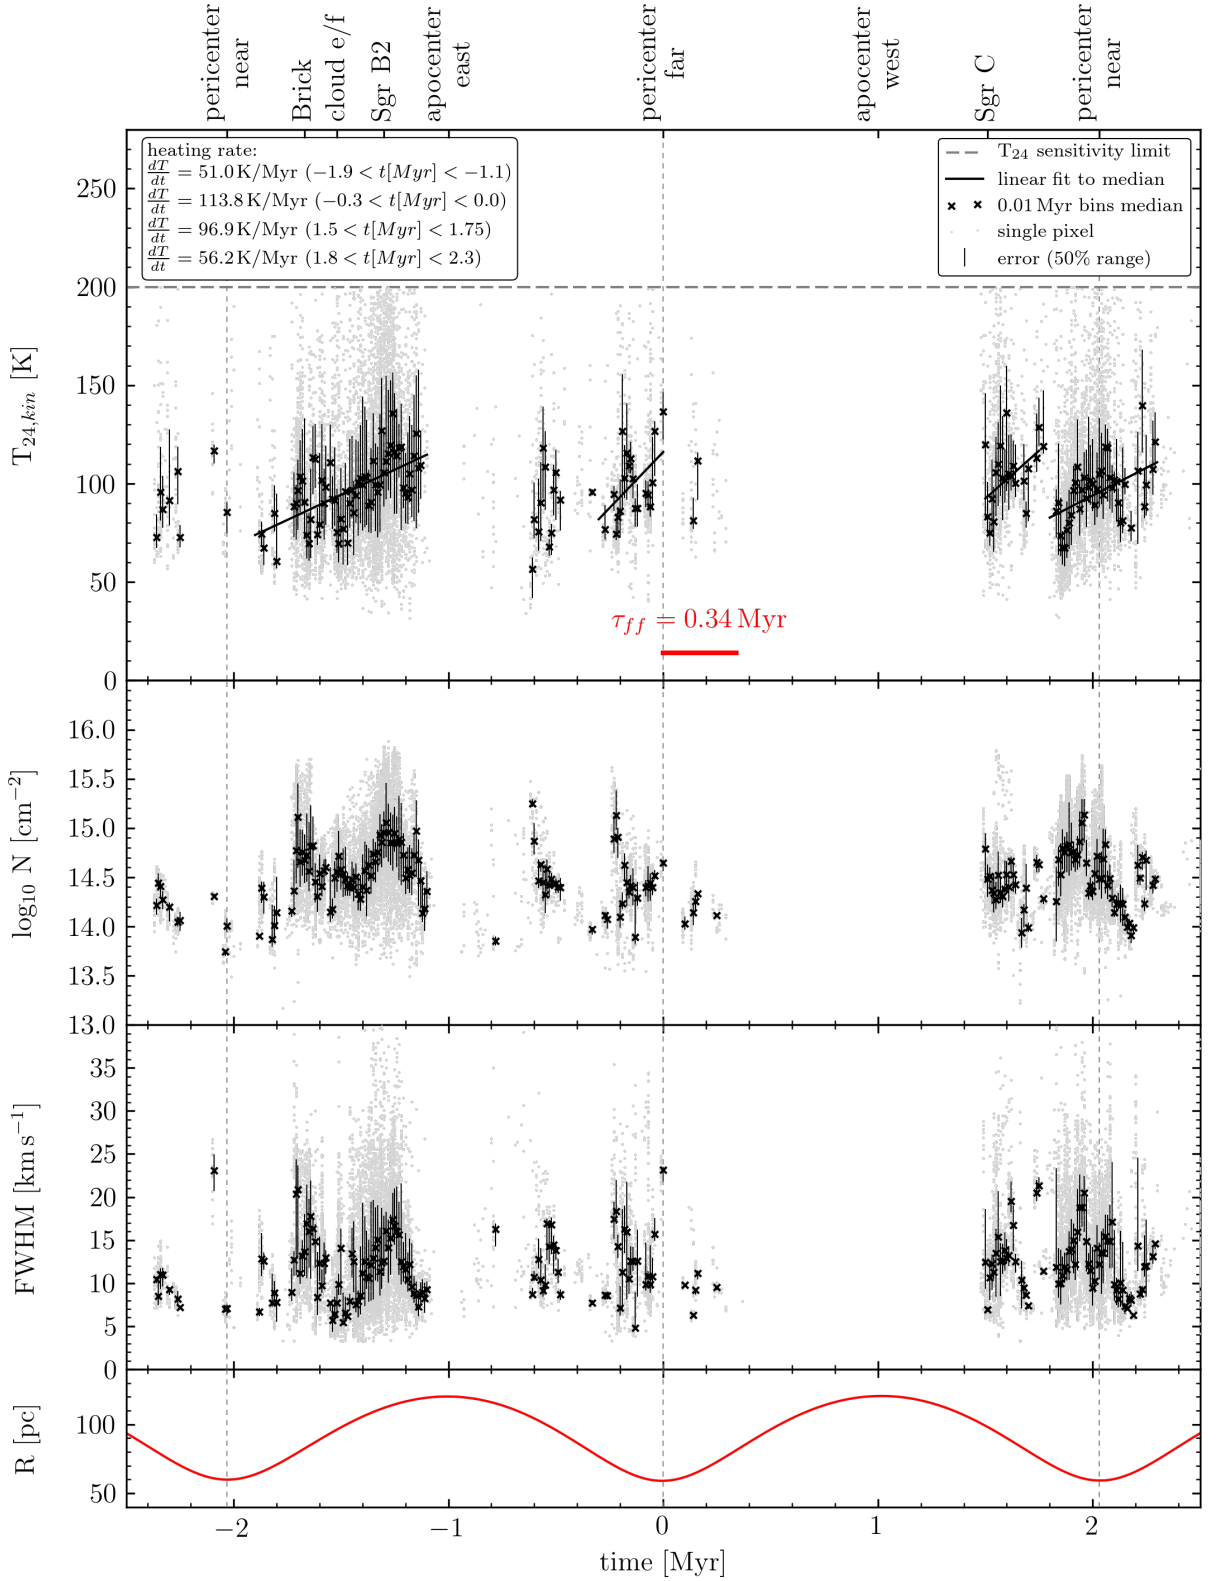 pericenter
near
Brick
cloud e/f
Sgr B2
apocenter
east
pericenter
far
apocenter
west
Sgr C
pericenter
near
heating rate:
dT/dt = 51.0 K/Myr (−1.9 < t[Myr] < −1.1)
dT/dt = 113.8 K/Myr (−0.3 < t[Myr] < 0.0)
dT/dt = 96.9 K/Myr (1.5 < t[Myr] < 1.75)
dT/dt = 56.2 K/Myr (1.8 < t[Myr] < 2.3)
T₂₄ sensitivity limit
linear fit to median
0.01 Myr bins median
single pixel
error (50% range)
T₂₄,kin [K]
250
200
150
100
50
0
τff = 0.34 Myr
log₁₀ N [cm⁻²]
16.0
15.5
15.0
14.5
14.0
13.5
13.0
FWHM [km s⁻¹]
35
30
25
20
15
10
5
0
R [pc]
100
50
−2
−1
0
1
2
time [Myr]